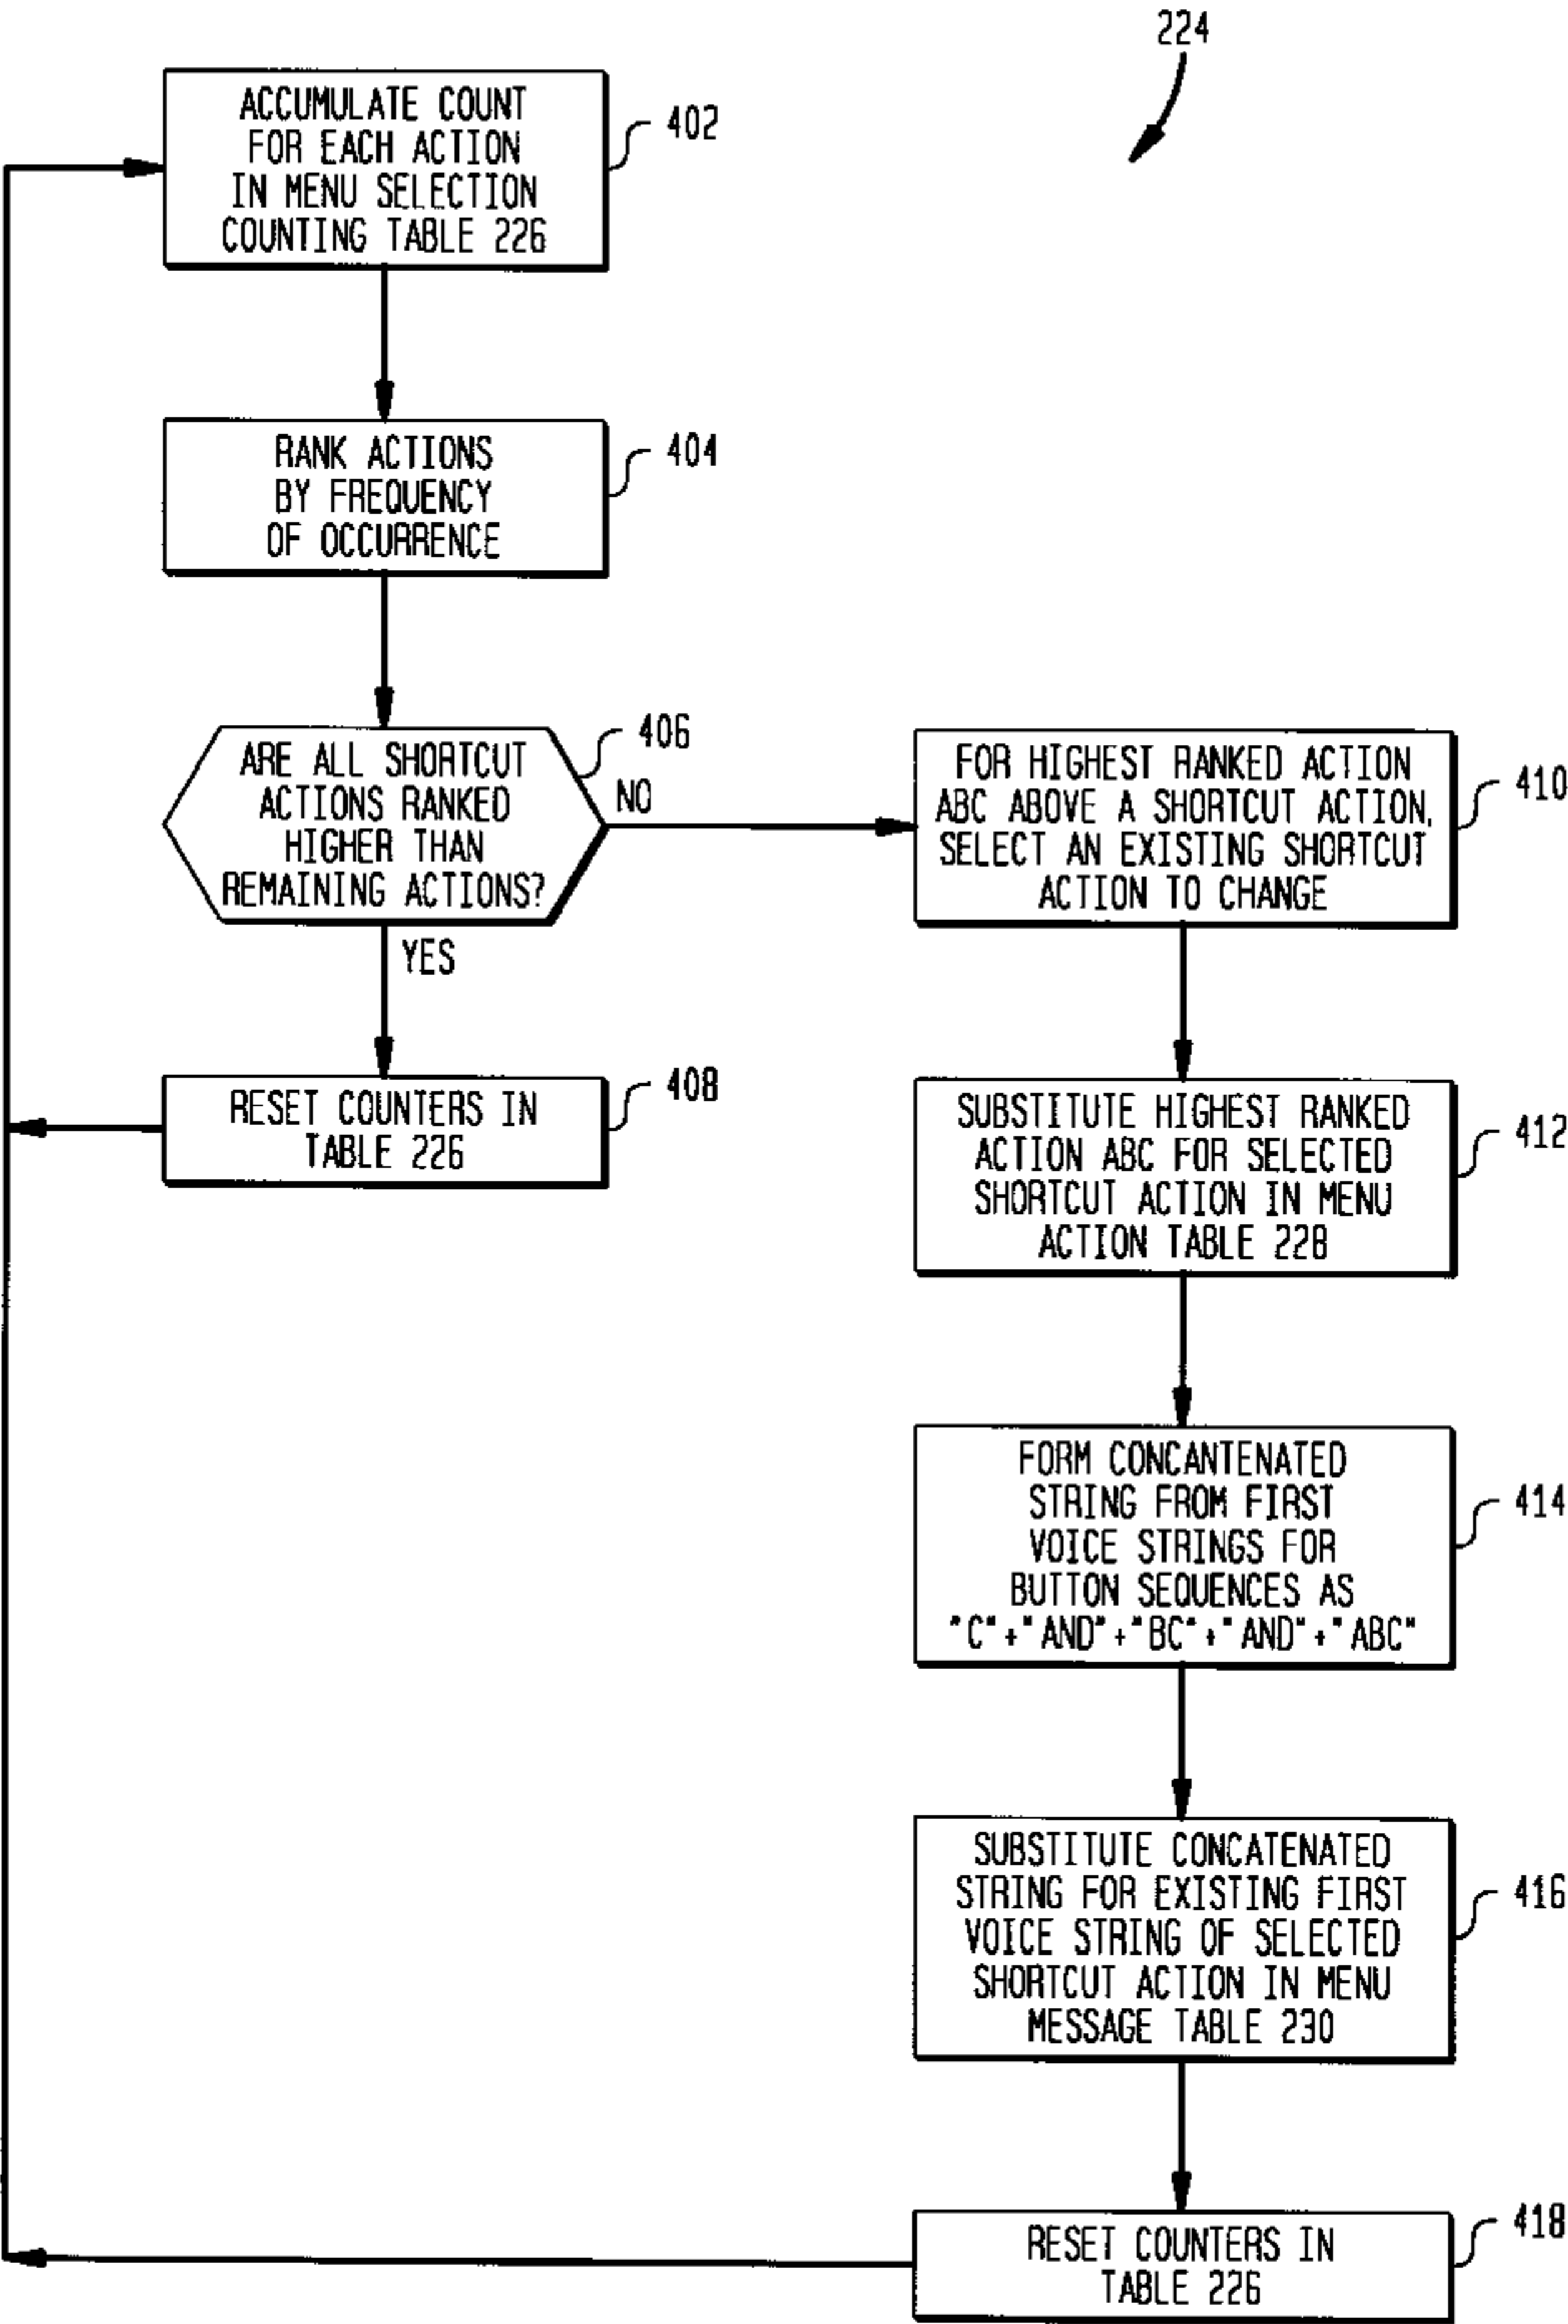 224
ACCUMULATE COUNT
FOR EACH ACTION
IN MENU SELECTION
COUNTING TABLE 226
402
RANK ACTIONS
BY FREQUENCY
OF OCCURRENCE
404
ARE ALL SHORTCUT
ACTIONS RANKED
HIGHER THAN
REMAINING ACTIONS?
406
NO
YES
RESET COUNTERS IN
TABLE 226
408
FOR HIGHEST RANKED ACTION
ABC ABOVE A SHORTCUT ACTION,
SELECT AN EXISTING SHORTCUT
ACTION TO CHANGE
410
SUBSTITUTE HIGHEST RANKED
ACTION ABC FOR SELECTED
SHORTCUT ACTION IN MENU
ACTION TABLE 228
412
FORM CONCANTENATED
STRING FROM FIRST
VOICE STRINGS FOR
BUTTON SEQUENCES AS
"C"+"AND"+"BC"+"AND"+"ABC"
414
SUBSTITUTE CONCATENATED
STRING FOR EXISTING FIRST
VOICE STRING OF SELECTED
SHORTCUT ACTION IN MENU
MESSAGE TABLE 230
416
RESET COUNTERS IN
TABLE 226
418